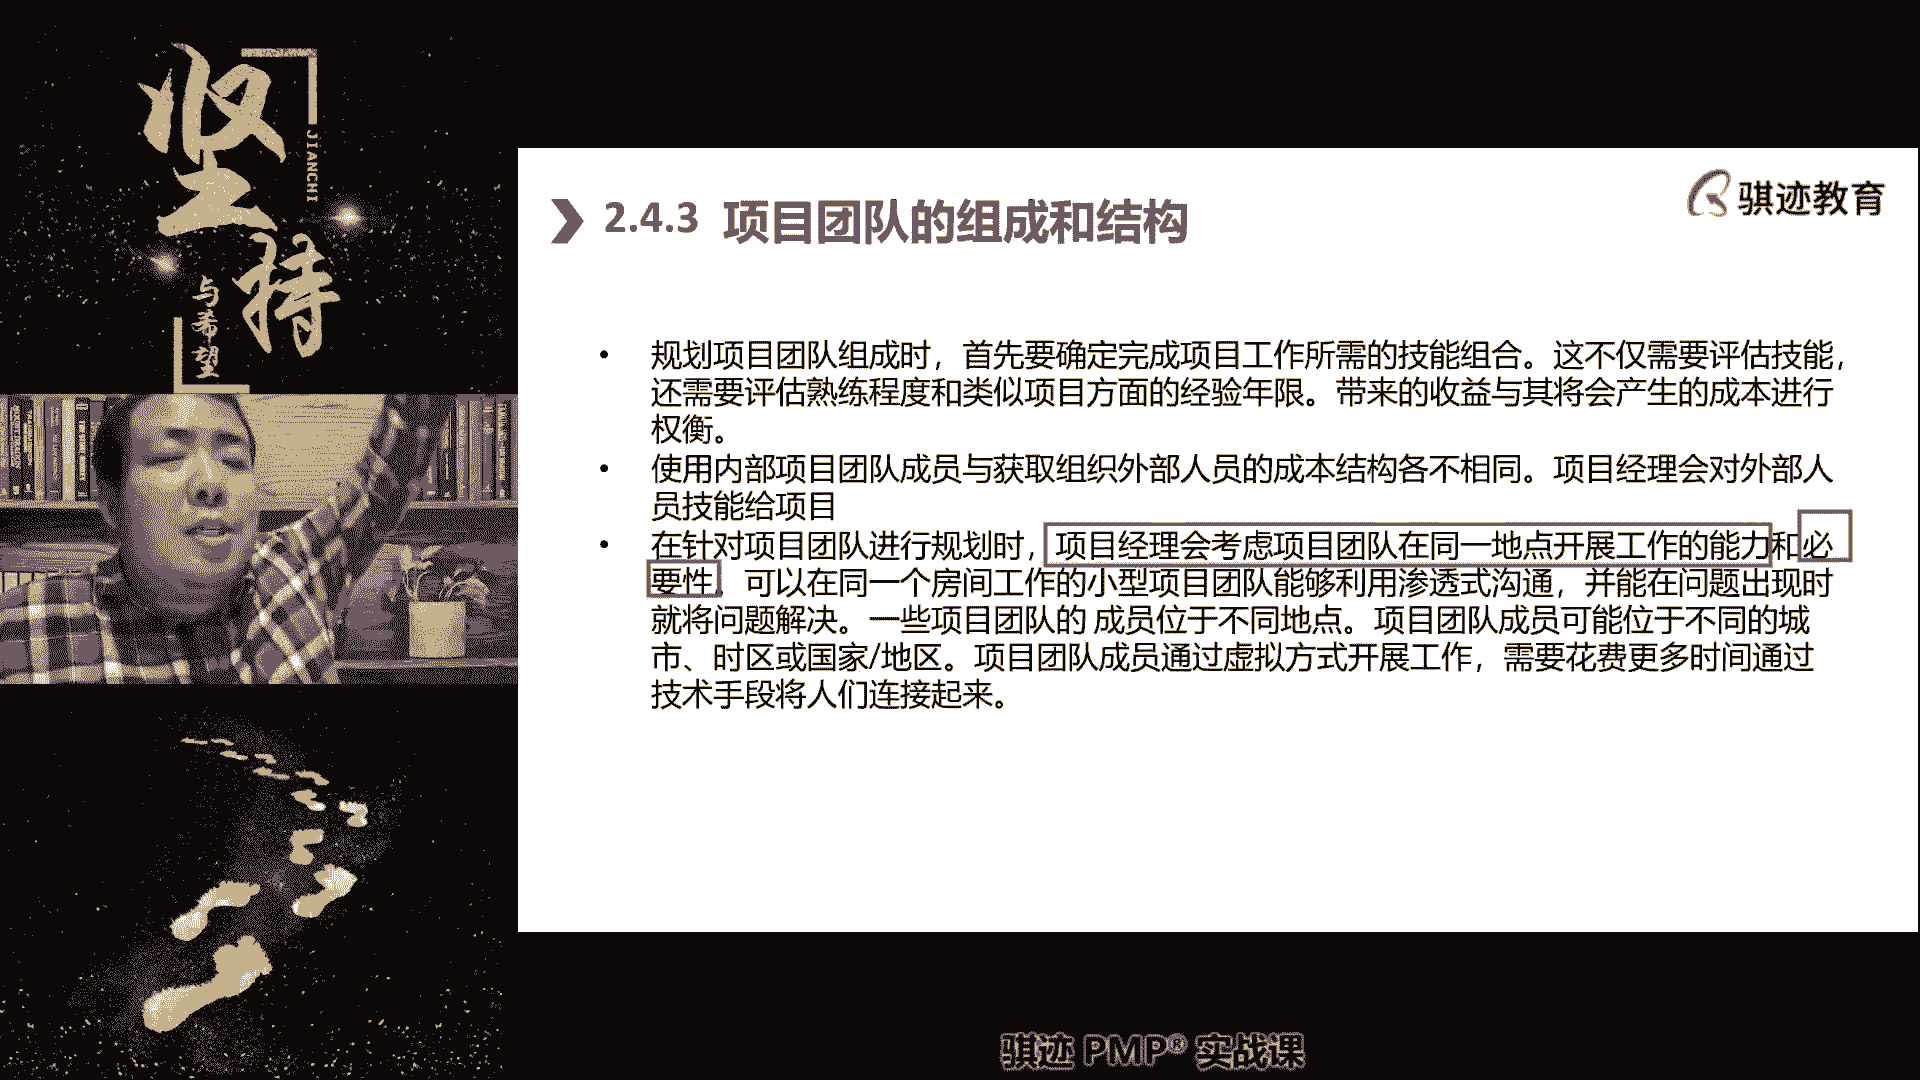 坚持
JIANCHI
与希望
骐迹教育
2.4.3 项目团队的组成和结构
• 规划项目团队组成时，首先要确定完成项目工作所需的技能组合。这不仅需要评估技能，
还需要评估熟练程度和类似项目方面的经验年限。带来的收益与其将会产生的成本进行
权衡。
• 使用内部项目团队成员与获取组织外部人员的成本结构各不相同。项目经理会对外部人
员技能给项目
• 在针对项目团队进行规划时，项目经理会考虑项目团队在同一地点开展工作的能力和必
要性。可以在同一个房间工作的小型项目团队能够利用渗透式沟通，并能在问题出现时
就将问题解决。一些项目团队的 成员位于不同地点。项目团队成员可能位于不同的城
市、时区或国家/地区。项目团队成员通过虚拟方式开展工作，需要花费更多时间通过
技术手段将人们连接起来。
骐迹 PMP® 实战课